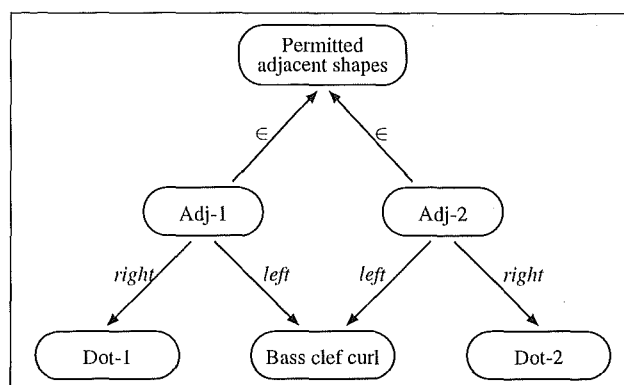 Permitted
adjacent shapes
∈ ∈
Adj-1 Adj-2
right left left right
Dot-1 Bass clef curl Dot-2